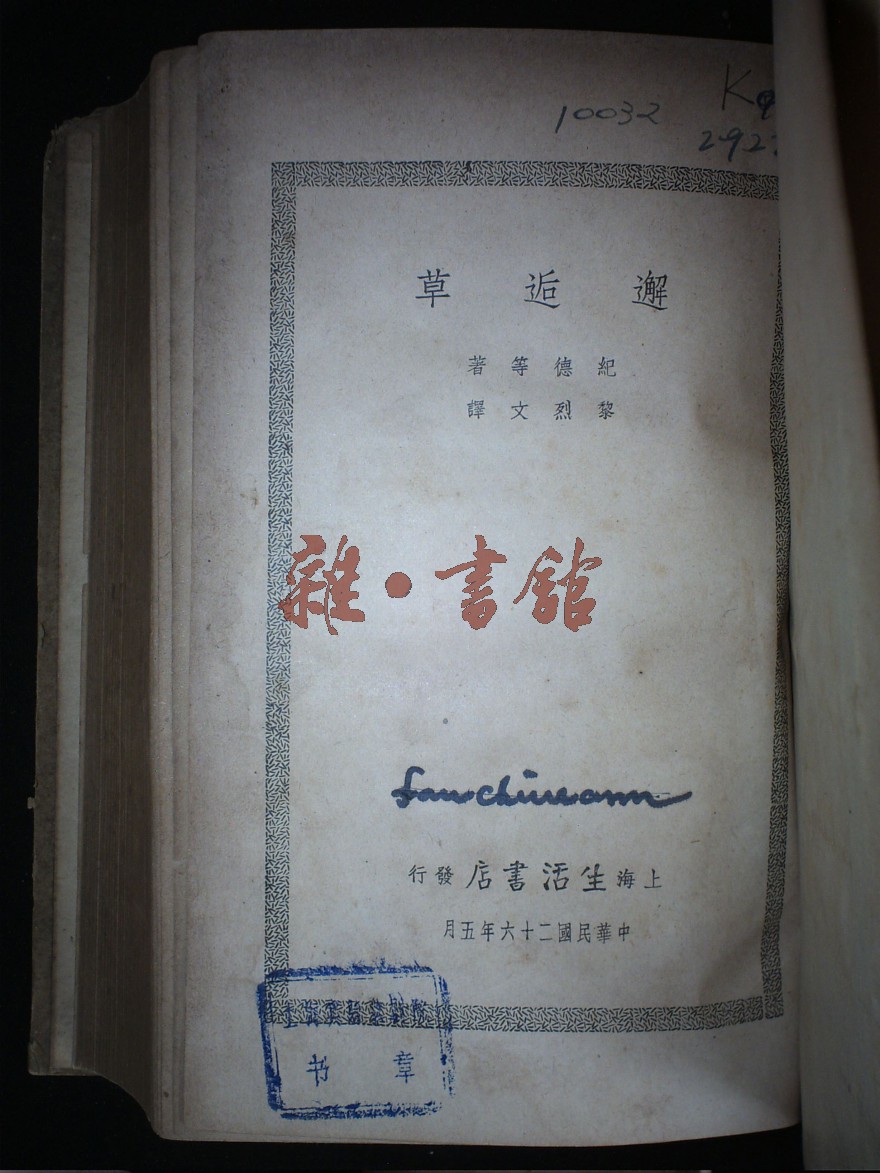 10032
邂逅草
紀德等著
黎烈文譯
雜·書館
上海生活書店發行
中華民國二十六年五月
书章